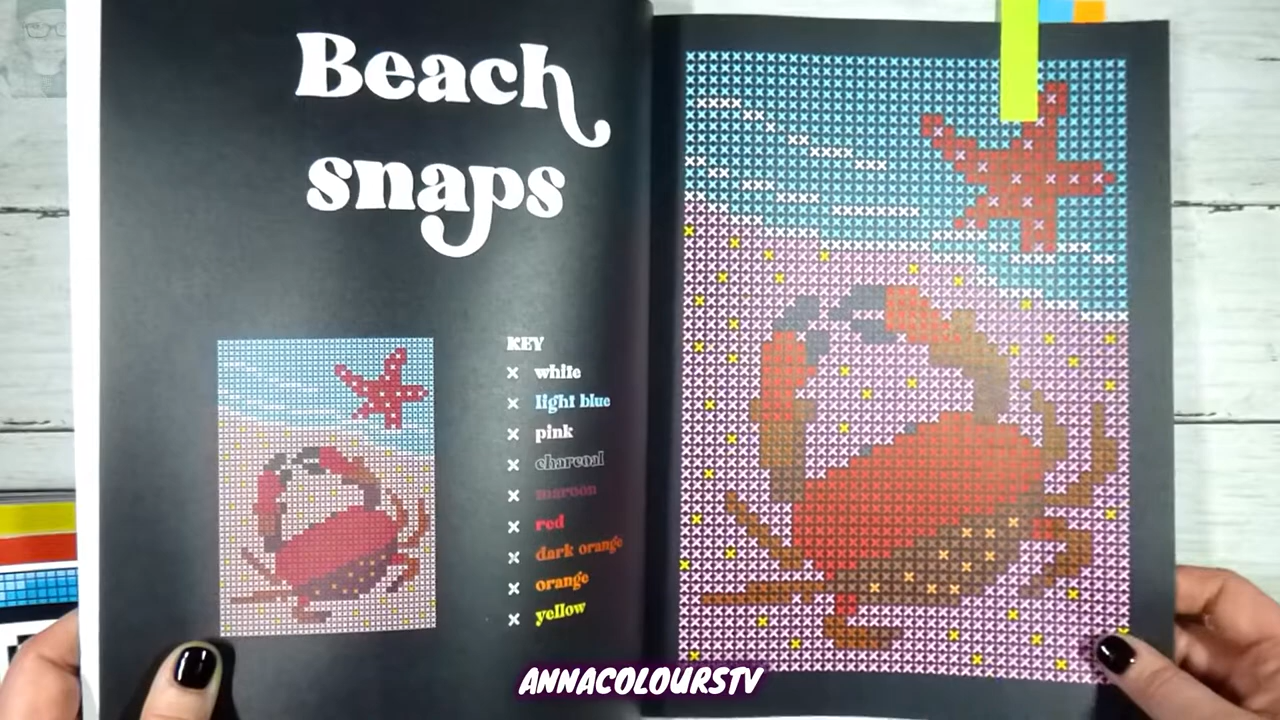 Beach
snaps
KEY
× white
× light blue
× pink
× charcoal
× maroon
× red
× dark orange
× orange
× yellow
ANNACOLOURSTV